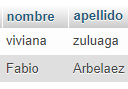 nombre apellido
viviana zuluaga
Fabio Arbelaez